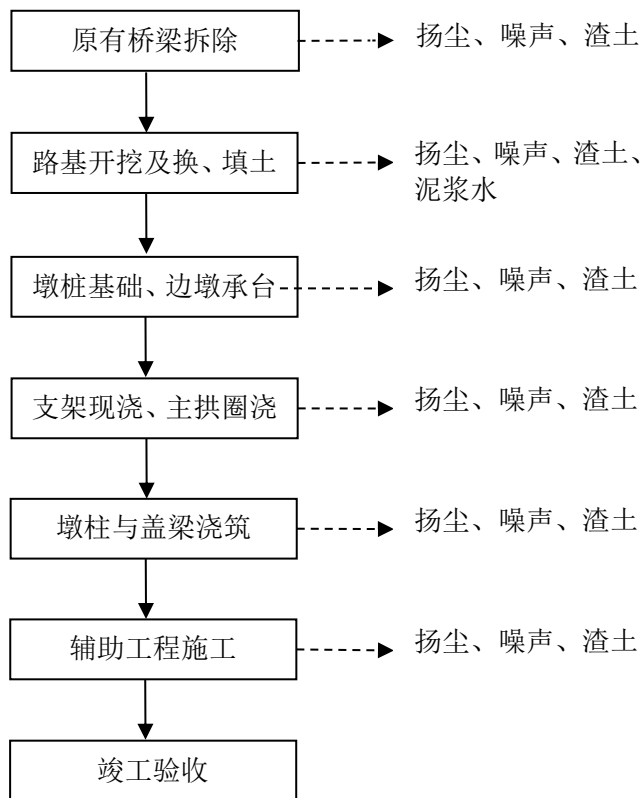 原有桥梁拆除
扬尘、噪声、渣土
路基开挖及换、填土
扬尘、噪声、渣土、
泥浆水
墩桩基础、边墩承台
扬尘、噪声、渣土
支架现浇、主拱圈浇
扬尘、噪声、渣土
墩柱与盖梁浇筑
扬尘、噪声、渣土
辅助工程施工
扬尘、噪声、渣土
竣工验收